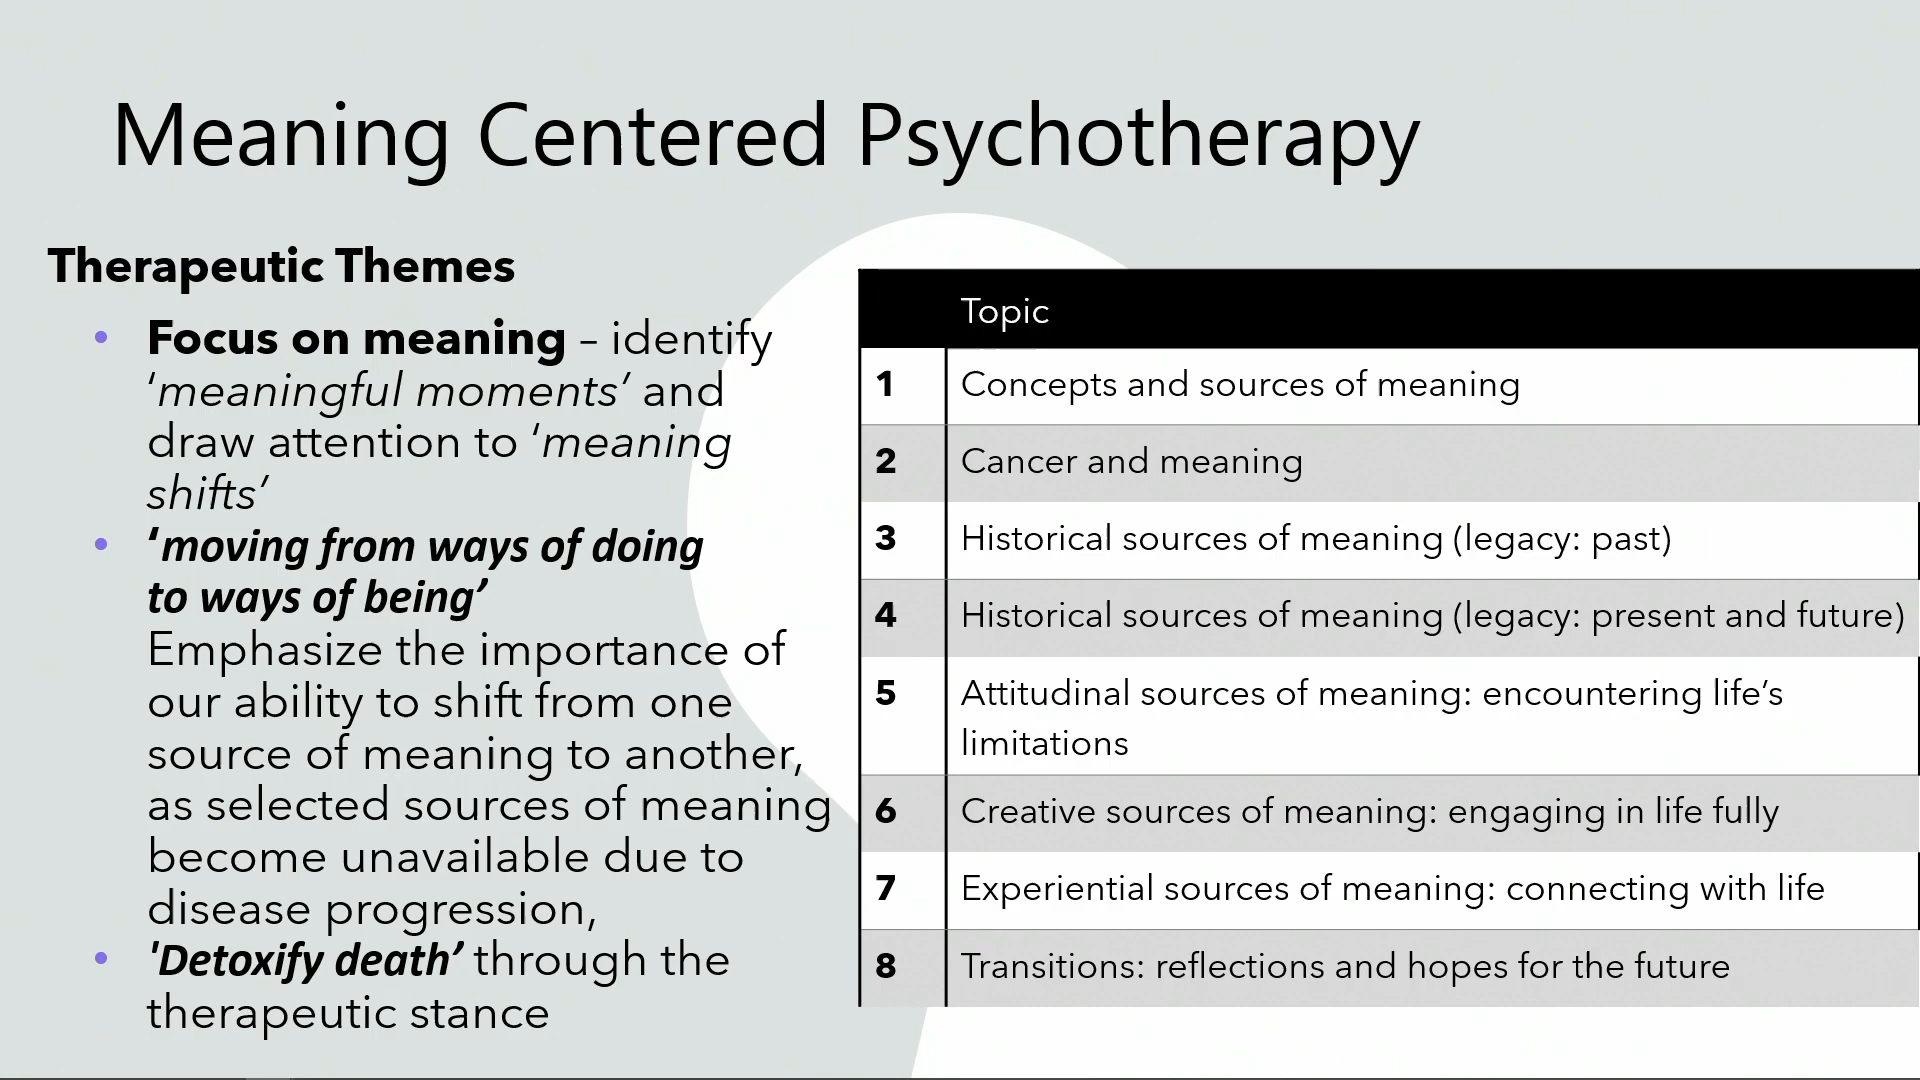 Meaning Centered Psychotherapy
Therapeutic Themes
• Focus on meaning – identify
‘meaningful moments’ and
draw attention to ‘meaning
shifts’
• ‘moving from ways of doing
to ways of being’
Emphasize the importance of
our ability to shift from one
source of meaning to another,
as selected sources of meaning
become unavailable due to
disease progression,
• 'Detoxify death’ through the
therapeutic stance
Topic
1 Concepts and sources of meaning
2 Cancer and meaning
3 Historical sources of meaning (legacy: past)
4 Historical sources of meaning (legacy: present and future)
5 Attitudinal sources of meaning: encountering life’s
limitations
6 Creative sources of meaning: engaging in life fully
7 Experiential sources of meaning: connecting with life
8 Transitions: reflections and hopes for the future